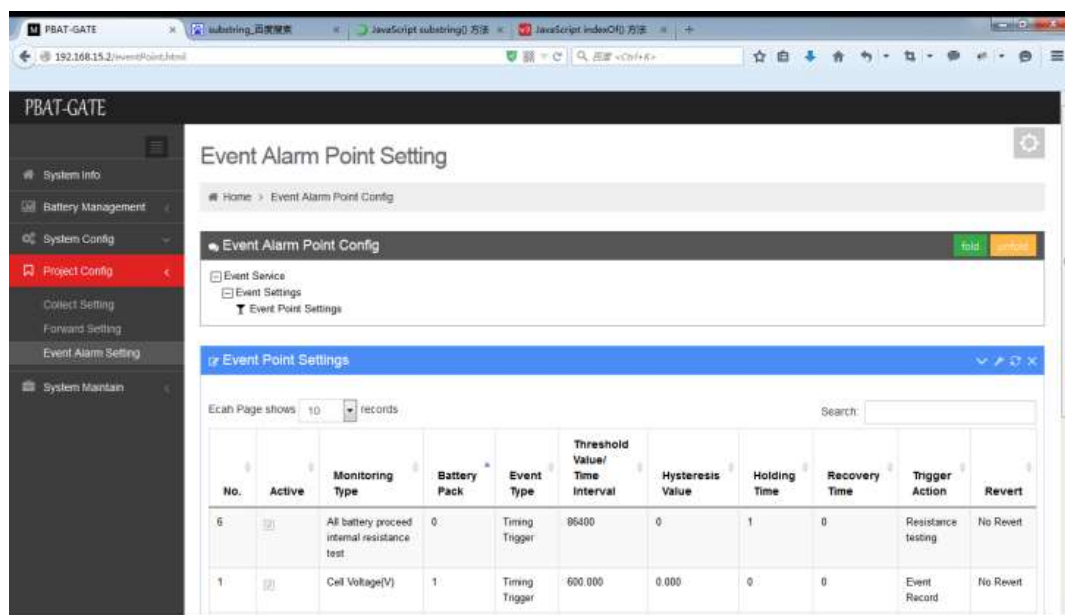 PBAT-GATE
substring_百度搜索
JavaScript substring() 方法
JavaScript indexOf() 方法
192.168.15.2/eventPoint.html
百度 <Ctrl+K>
PBAT-GATE
Event Alarm Point Setting
System Info
Home > Event Alarm Point Config
Battery Management
System Config
Event Alarm Point Config
fold
unfold
Project Config
Event Service
Event Settings
Event Point Settings
Collect Setting
Forward Setting
Event Alarm Setting
Event Point Settings
System Maintain
Ecah Page shows 10 records
Search:
No.
Active
Monitoring
Type
Battery
Pack
Event
Type
Threshold
Value/
Time
Interval
Hysteresis
Value
Holding
Time
Recovery
Time
Trigger
Action
Revert
6
All battery proceed
internal resistance
test
0
Timing
Trigger
86400
0
1
0
Resistance
testing
No Revert
1
Cell Voltage(V)
1
Timing
Trigger
600.000
0.000
0
0
Event
Record
No Revert